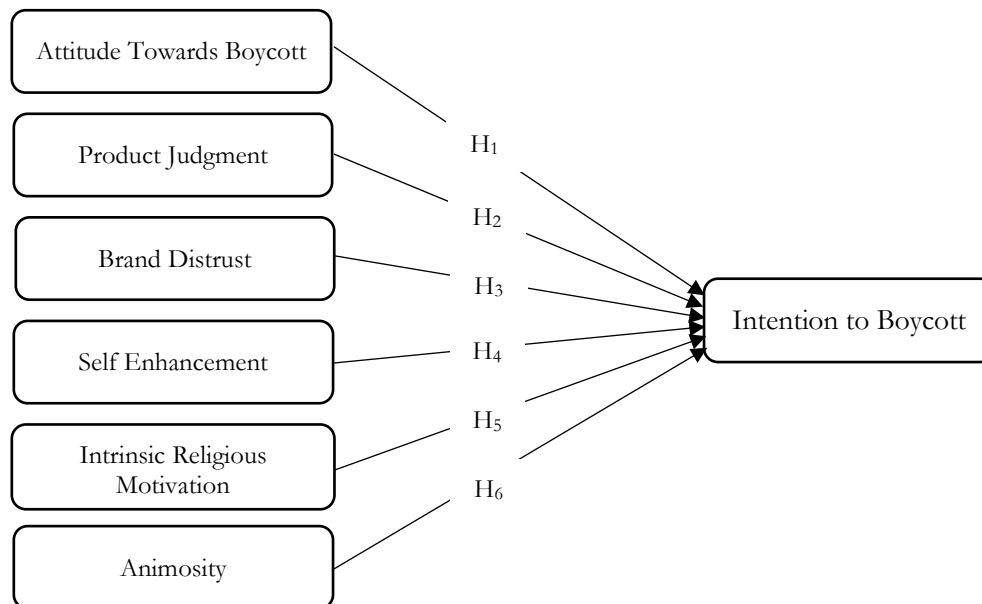 Attitude Towards Boycott
H₁
Product Judgment
H₂
Brand Distrust
H₃
Intention to Boycott
Self Enhancement
H₄
Intrinsic Religious
Motivation
H₅
H₆
Animosity